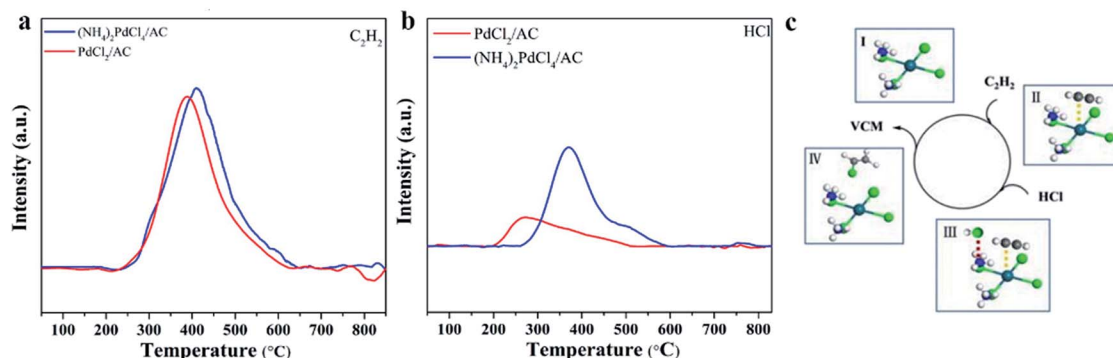 a
(NH₄)₂PdCl₄/AC
PdCl₂/AC
C₂H₂
Intensity (a.u.)
100 200 300 400 500 600 700 800
Temperature (°C)
b
PdCl₂/AC
(NH₄)₂PdCl₄/AC
HCl
Intensity (a.u.)
100 200 300 400 500 600 700 800
Temperature (°C)
c
I
C₂H₂
II
VCM
IV
HCl
III